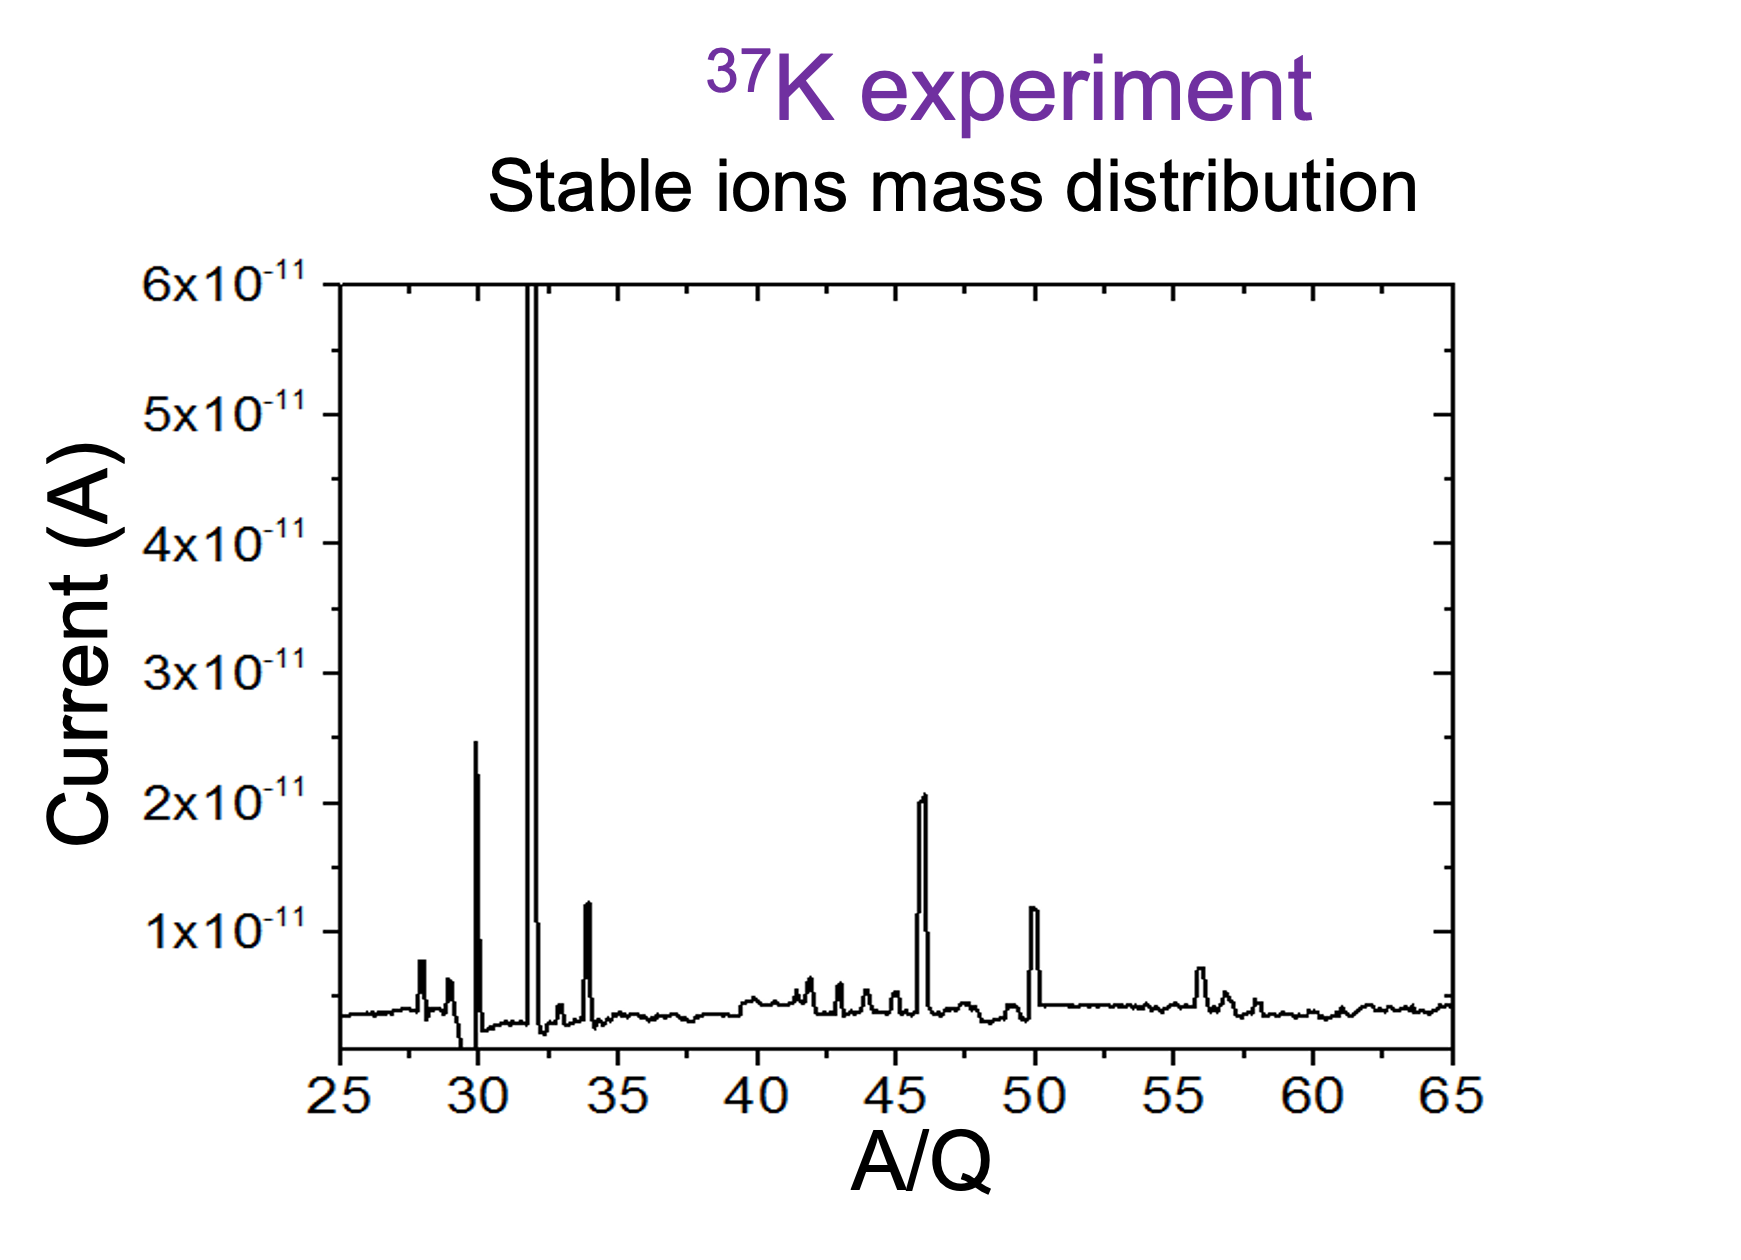 ³⁷K experiment
Stable ions mass distribution
6x10⁻¹¹
5x10⁻¹¹
4x10⁻¹¹
3x10⁻¹¹
2x10⁻¹¹
1x10⁻¹¹
Current (A)
25 30 35 40 45 50 55 60 65
A/Q